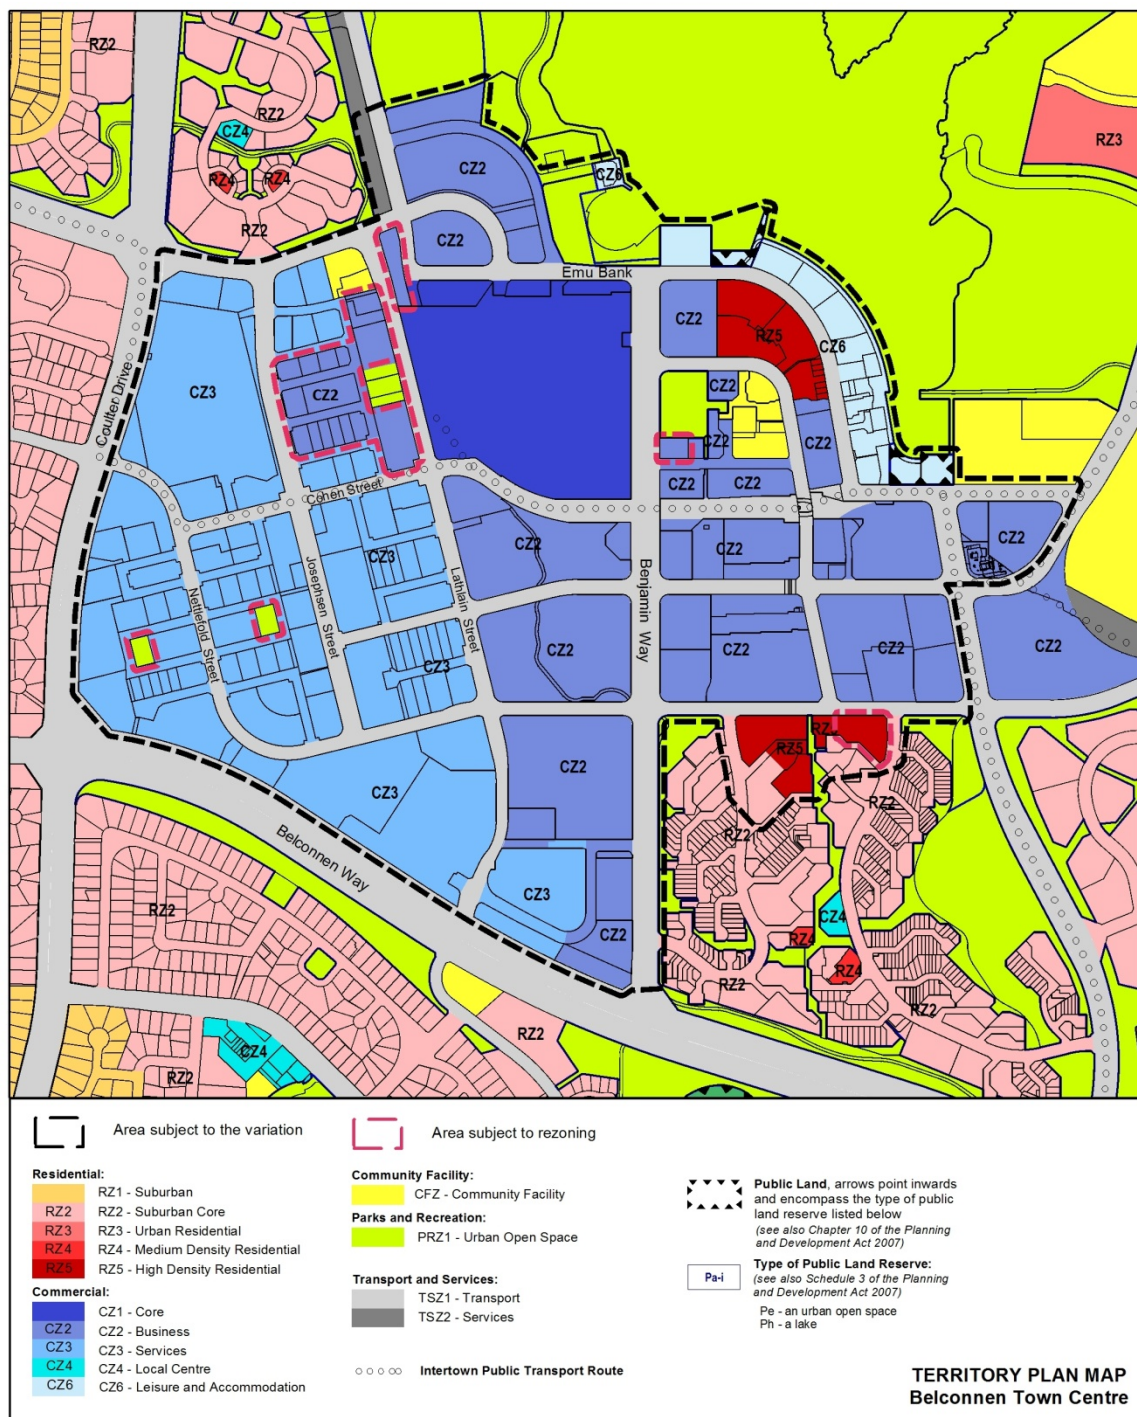 RZ2
RZ2
CZ4
RZ4
RZ4
RZ2
CZ2
CZ6
RZ3
CZ2
Emu Bank
CZ3
CZ2
CZ2
RZ5
CZ6
CZ2
CZ2
CZ2
CZ2
CZ2
Coulter Drive
Cohen Street
CZ3
CZ2
CZ2
CZ2
Josephsen Street
Lathlain Street
Benjamin Way
Nettlefold Street
CZ3
CZ2
CZ2
CZ2
CZ2
RZ5
CZ2
CZ3
RZ2
RZ2
Belconnen Way
CZ3
CZ2
CZ4
RZ4
RZ4
RZ2
RZ2
RZ2
RZ2
CZ4
RZ2
Area subject to the variation
Area subject to rezoning
Residential:
RZ1 - Suburban
RZ2 RZ2 - Suburban Core
RZ3 RZ3 - Urban Residential
RZ4 RZ4 - Medium Density Residential
RZ5 RZ5 - High Density Residential
Commercial:
CZ1 - Core
CZ2 CZ2 - Business
CZ3 CZ3 - Services
CZ4 CZ4 - Local Centre
CZ6 CZ6 - Leisure and Accommodation
Community Facility:
CFZ - Community Facility
Parks and Recreation:
PRZ1 - Urban Open Space
Transport and Services:
TSZ1 - Transport
TSZ2 - Services
Intertown Public Transport Route
Public Land, arrows point inwards
and encompass the type of public
land reserve listed below
(see also Chapter 10 of the Planning
and Development Act 2007)
Pa-i
Type of Public Land Reserve:
(see also Schedule 3 of the Planning
and Development Act 2007)
Pe - an urban open space
Ph - a lake
TERRITORY PLAN MAP
Belconnen Town Centre